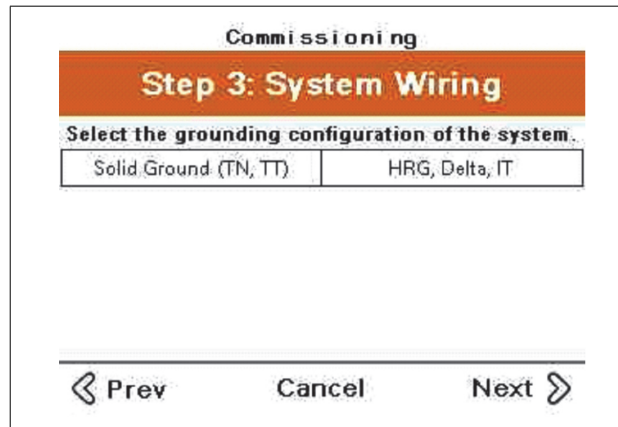 Commissioning
Step 3: System Wiring
Select the grounding configuration of the system.
Solid Ground (TN, TT) HRG, Delta, IT
Prev Cancel Next